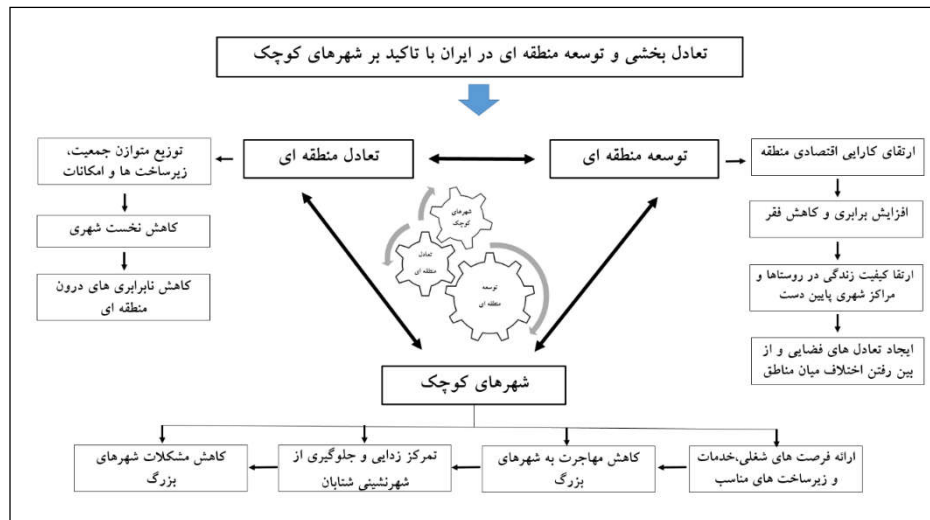 تعادل بخشی و توسعه منطقه ای در ایران با تاکید بر شهرهای کوچک
توسعه منطقه ای
تعادل منطقه ای
ارتقای کارایی اقتصادی منطقه
افزایش برابری و کاهش فقر
ارتقا کیفیت زندگی در روستاها و
مراکز شهری پایین دست
ایجاد تعادل های فضایی و از
بین رفتن اختلاف میان مناطق
توزیع متوازن جمعیت،
زیرساخت ها و امکانات
کاهش نخست شهری
کاهش نابرابری های درون
منطقه ای
شهرهای
کوچک
تعادل
منطقه ای
توسعه
منطقه ای
شهرهای کوچک
ارائه فرصت های شغلی،خدمات
و زیرساخت های مناسب
کاهش مهاجرت به شهرهای
بزرگ
تمرکز زدایی و جلوگیری از
شهرنشینی شتابان
کاهش مشکلات شهرهای
بزرگ